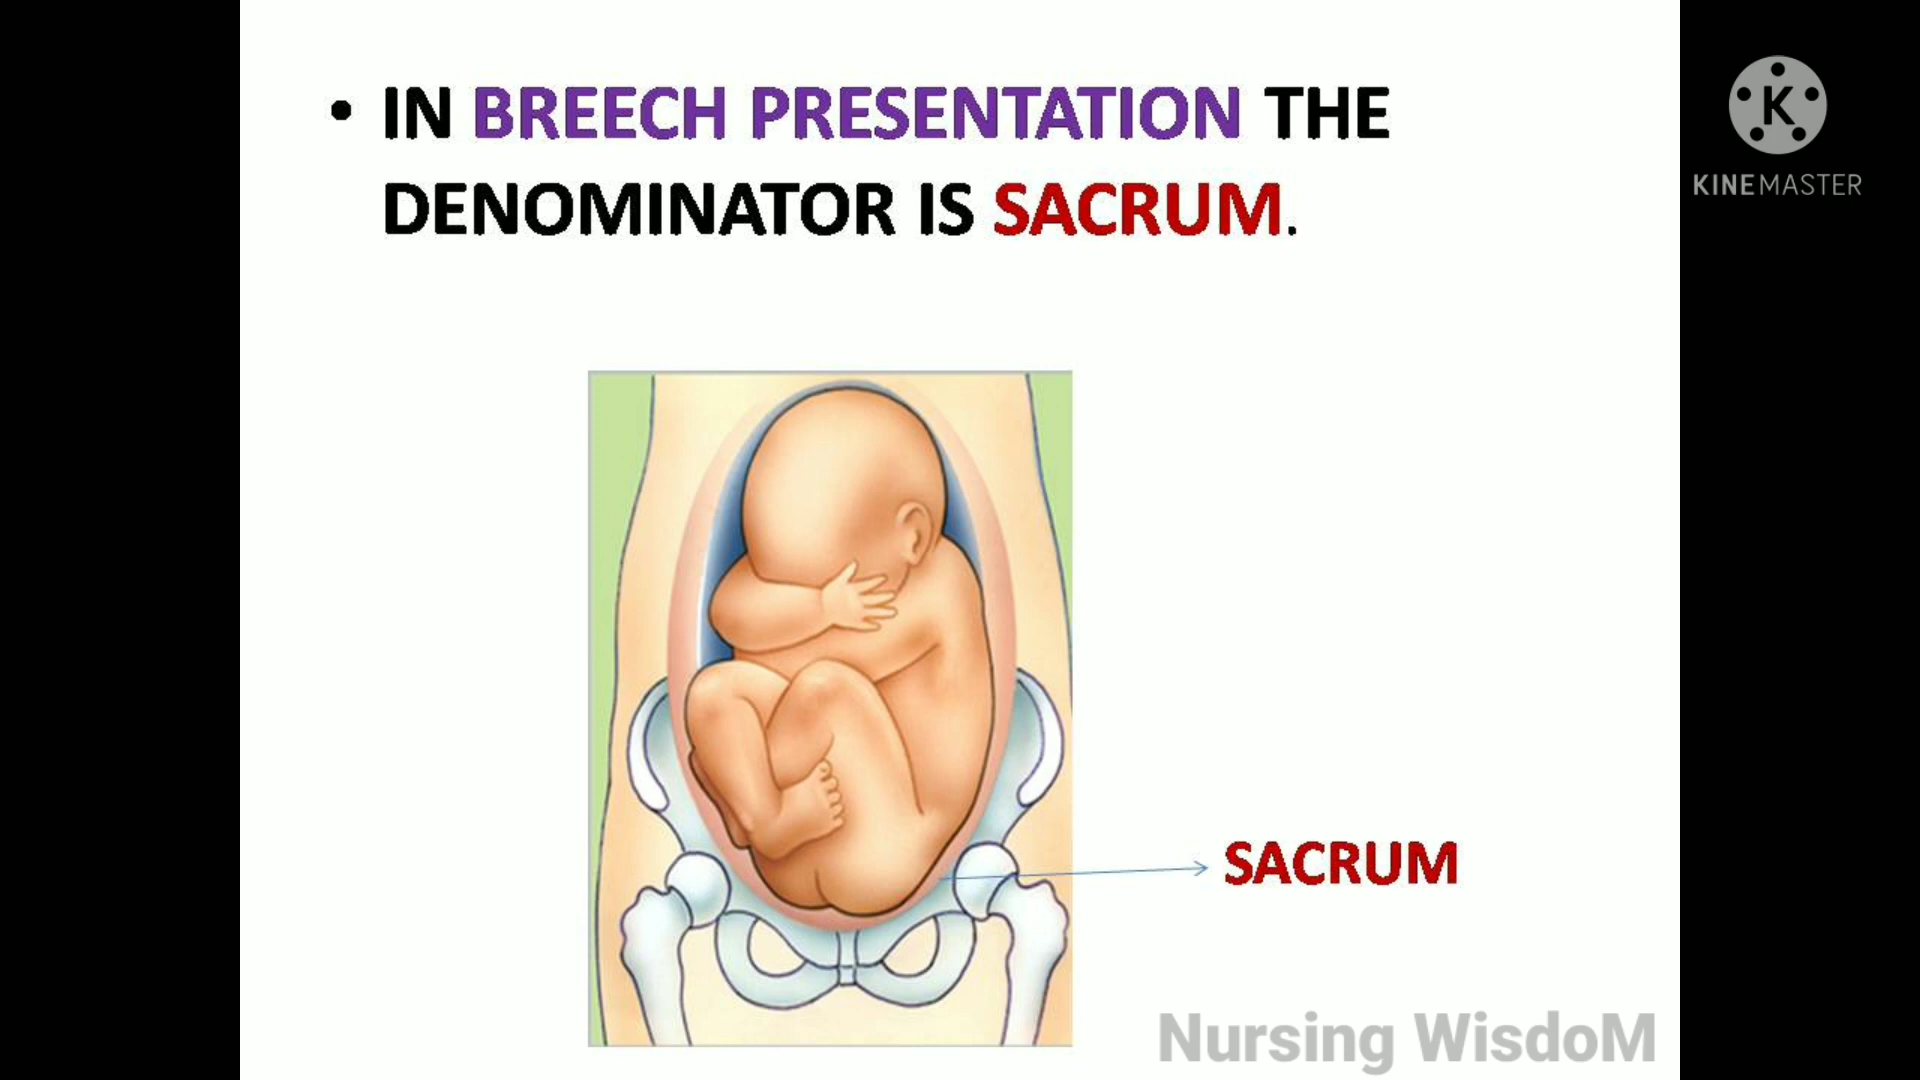 • IN BREECH PRESENTATION THE
DENOMINATOR IS SACRUM.
K
KINEMASTER
SACRUM
Nursing WisdoM